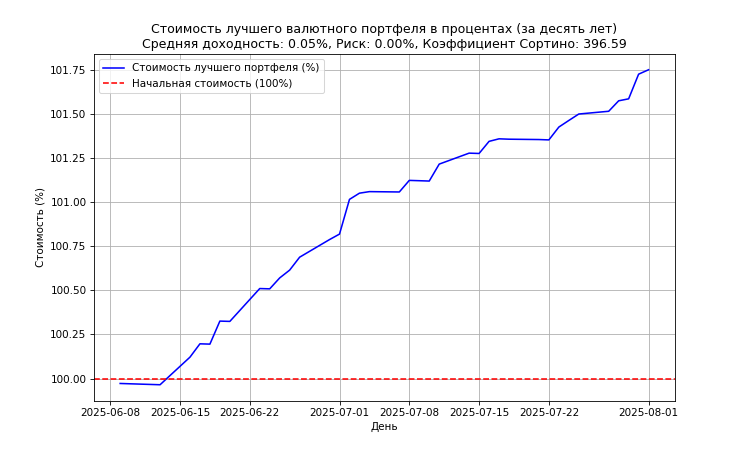 Стоимость лучшего валютного портфеля в процентах (за десять лет)
Средняя доходность: 0.05%, Риск: 0.00%, Коэффициент Сортино: 396.59
Стоимость лучшего портфеля (%)
Начальная стоимость (100%)
Стоимость (%)
101.75
101.50
101.25
101.00
100.75
100.50
100.25
100.00
2025-06-08 2025-06-15 2025-06-22 2025-07-01 2025-07-08 2025-07-15 2025-07-22 2025-08-01
День